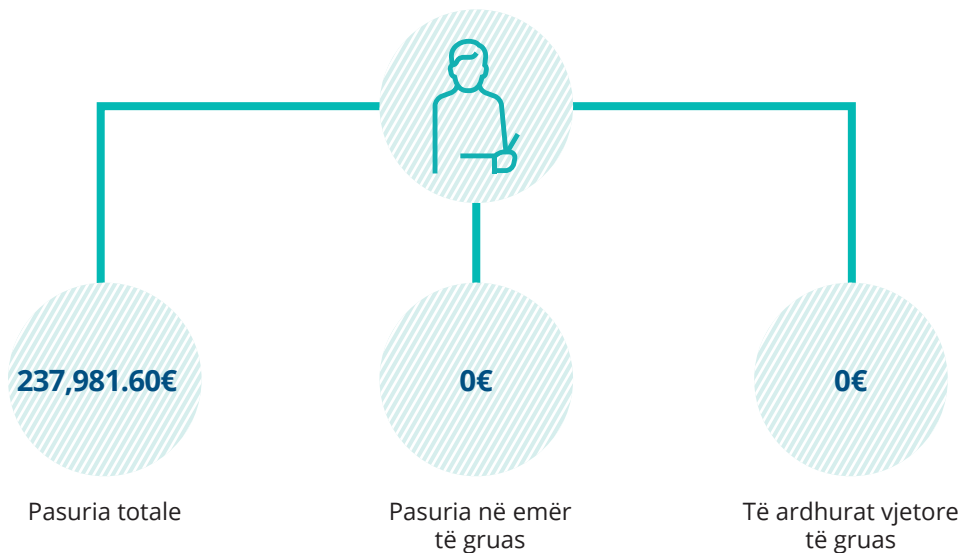 237,981.60€
0€
0€
Pasuria totale
Pasuria në emër
të gruas
Të ardhurat vjetore
të gruas